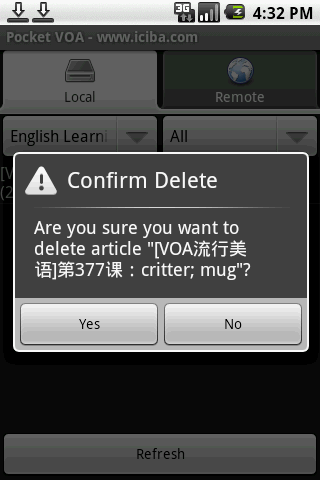 3G
4:32 PM
Pocket VOA - www.iciba.com
Local
Remote
English Learni
All
[V
(2
Confirm Delete
Are you sure you want to
delete article "[VOA流行美
语]第377课：critter; mug"?
Yes
No
Refresh